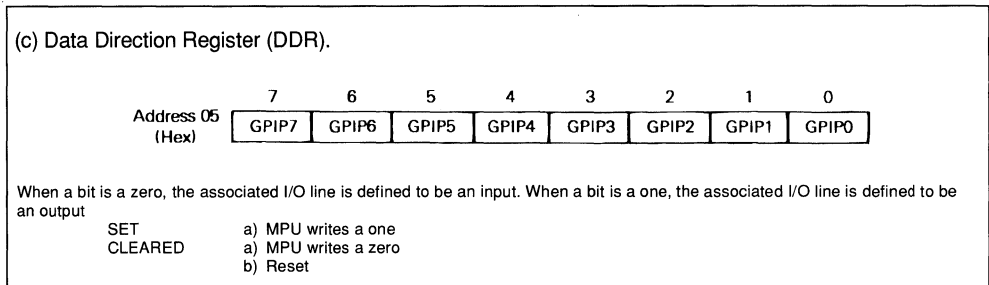 (c) Data Direction Register (DDR).
7 6 5 4 3 2 1 0
Address 05 GPIP7 GPIP6 GPIP5 GPIP4 GPIP3 GPIP2 GPIP1 GPIP0
(Hex)
When a bit is a zero, the associated I/O line is defined to be an input. When a bit is a one, the associated I/O line is defined to be
an output
SET a) MPU writes a one
CLEARED a) MPU writes a zero
b) Reset